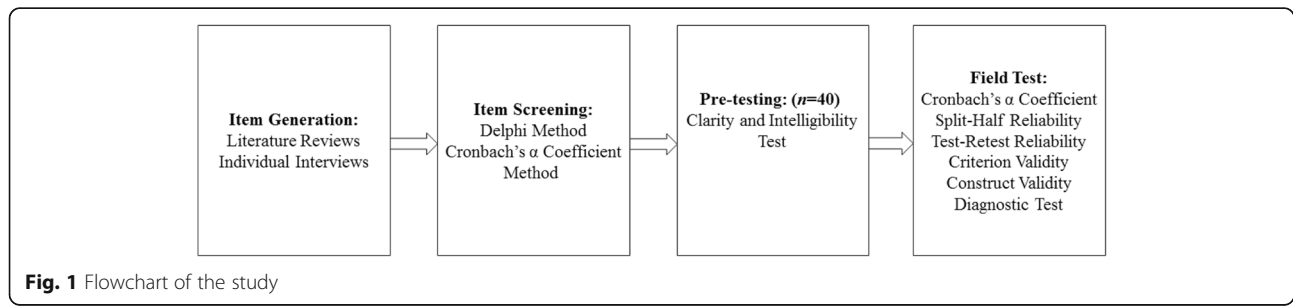 Item Generation:
Literature Reviews
Individual Interviews
Item Screening:
Delphi Method
Cronbach's α Coefficient
Method
Pre-testing: (n=40)
Clarity and Intelligibility
Test
Field Test:
Cronbach's α Coefficient
Split-Half Reliability
Test-Retest Reliability
Criterion Validity
Construct Validity
Diagnostic Test
Fig. 1 Flowchart of the study